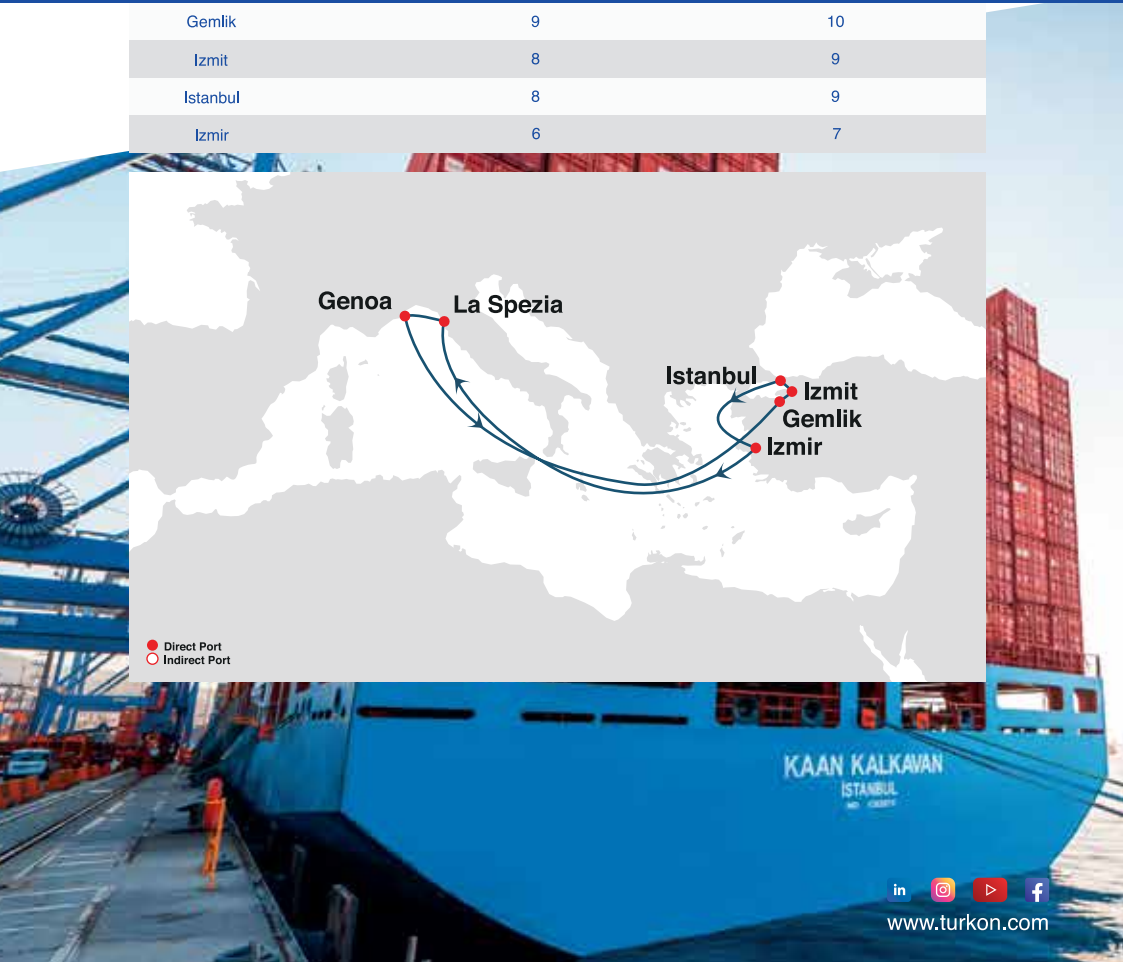 Gemlik 9 10
Izmit 8 9
Istanbul 8 9
Izmir 6 7
Genoa
La Spezia
Istanbul
Izmit
Gemlik
Izmir
Direct Port
Indirect Port
KAAN KALKAVAN
İSTANBUL
in
www.turkon.com